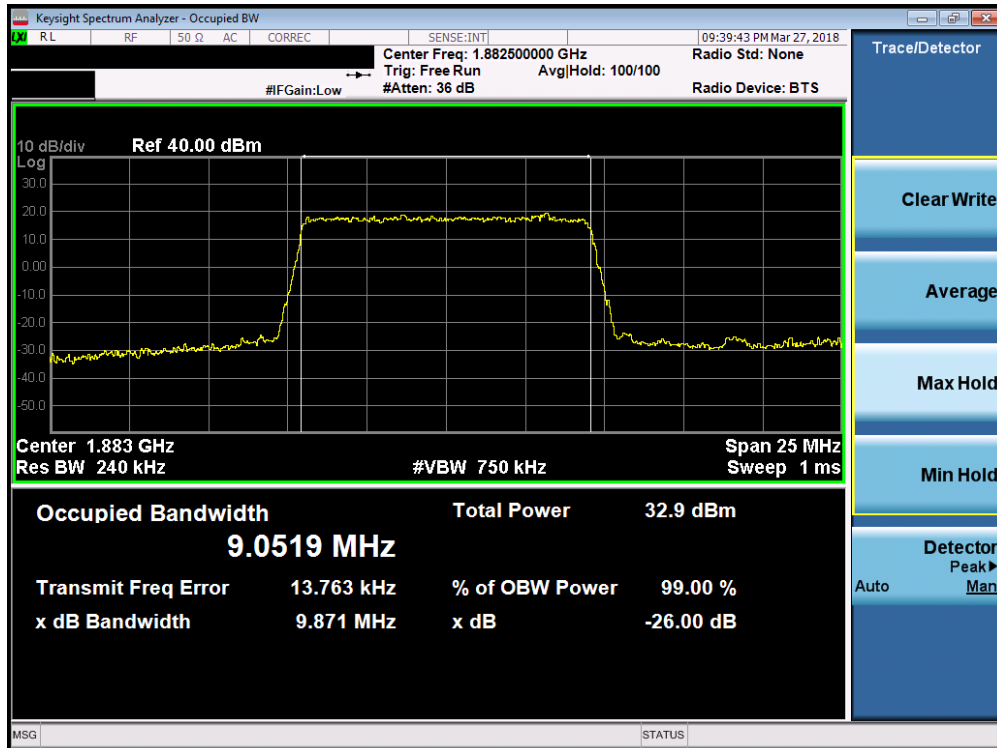 Keysight Spectrum Analyzer - Occupied BW
LXI RL RF 50 Ω AC CORREC SENSE:INT 09:39:43 PM Mar 27, 2018
Center Freq: 1.882500000 GHz Radio Std: None
Trig: Free Run Avg|Hold: 100/100
#IFGain:Low #Atten: 36 dB Radio Device: BTS
10 dB/div Ref 40.00 dBm
Log
30.0
20.0
10.0
0.00
-10.0
-20.0
-30.0
-40.0
-50.0
Center 1.883 GHz Span 25 MHz
Res BW 240 kHz #VBW 750 kHz Sweep 1 ms
Occupied Bandwidth Total Power 32.9 dBm
9.0519 MHz
Transmit Freq Error 13.763 kHz % of OBW Power 99.00 %
x dB Bandwidth 9.871 MHz x dB -26.00 dB
MSG STATUS
Trace/Detector
Clear Write
Average
Max Hold
Min Hold
Detector
Peak▶
Auto Man